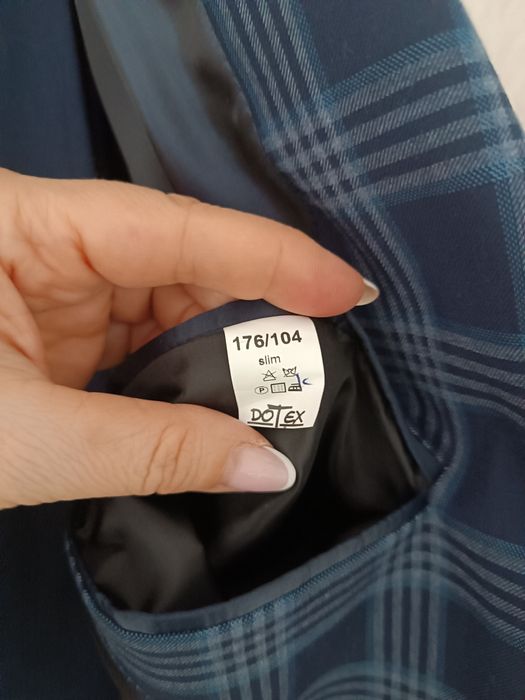 176/104
slim
P
DOTEX